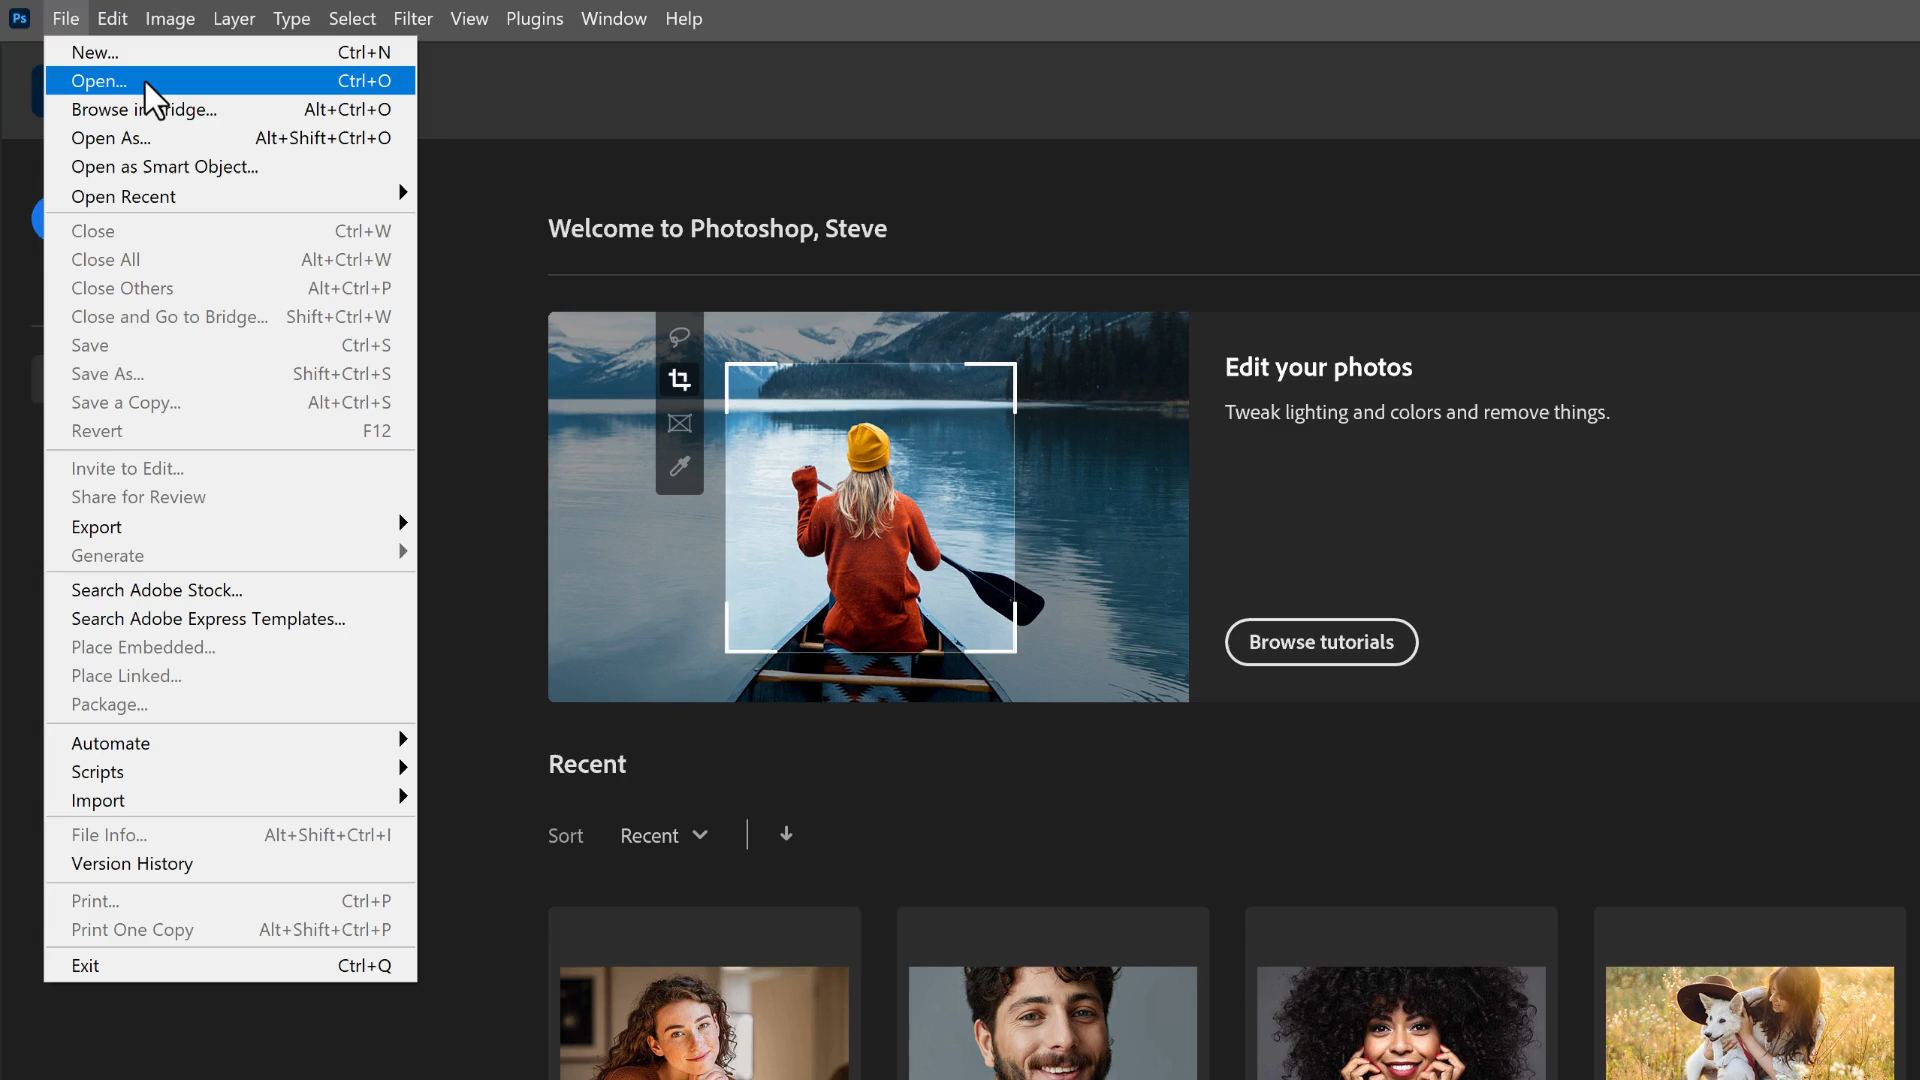 Ps File Edit Image Layer Type Select Filter View Plugins Window Help
New... Ctrl+N
Open... Ctrl+O
Browse in ridge... Alt+Ctrl+O
Open As... Alt+Shift+Ctrl+O
Open as Smart Object...
Open Recent
Close Ctrl+W
Close All Alt+Ctrl+W
Close Others Alt+Ctrl+P
Close and Go to Bridge... Shift+Ctrl+W
Save Ctrl+S
Save As... Shift+Ctrl+S
Save a Copy... Alt+Ctrl+S
Revert F12
Invite to Edit...
Share for Review
Export
Generate
Search Adobe Stock...
Search Adobe Express Templates...
Place Embedded...
Place Linked...
Package...
Automate
Scripts
Import
File Info... Alt+Shift+Ctrl+I
Version History
Print... Ctrl+P
Print One Copy Alt+Shift+Ctrl+P
Exit Ctrl+Q
Welcome to Photoshop, Steve
Edit your photos
Tweak lighting and colors and remove things.
Browse tutorials
Recent
Sort Recent